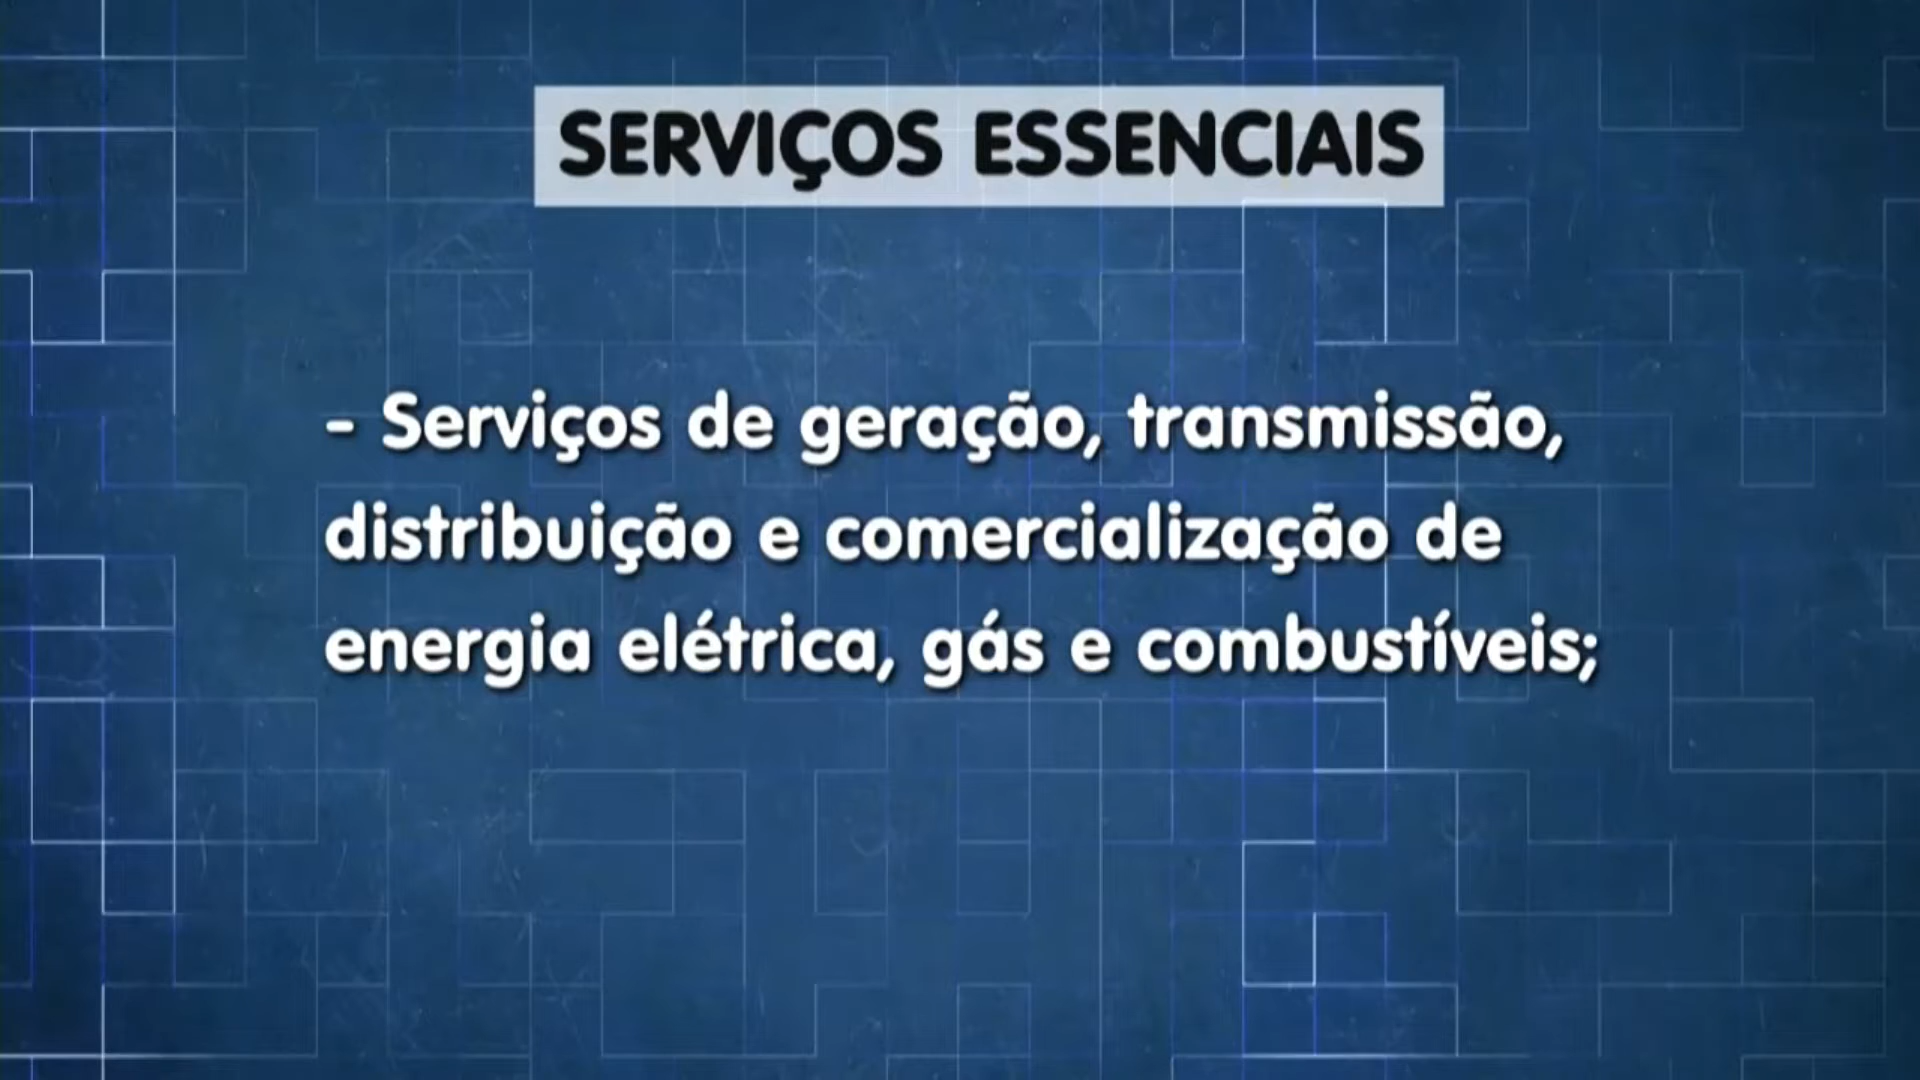 SERVIÇOS ESSENCIAIS
- Serviços de geração, transmissão,
distribuição e comercialização de
energia elétrica, gás e combustíveis;